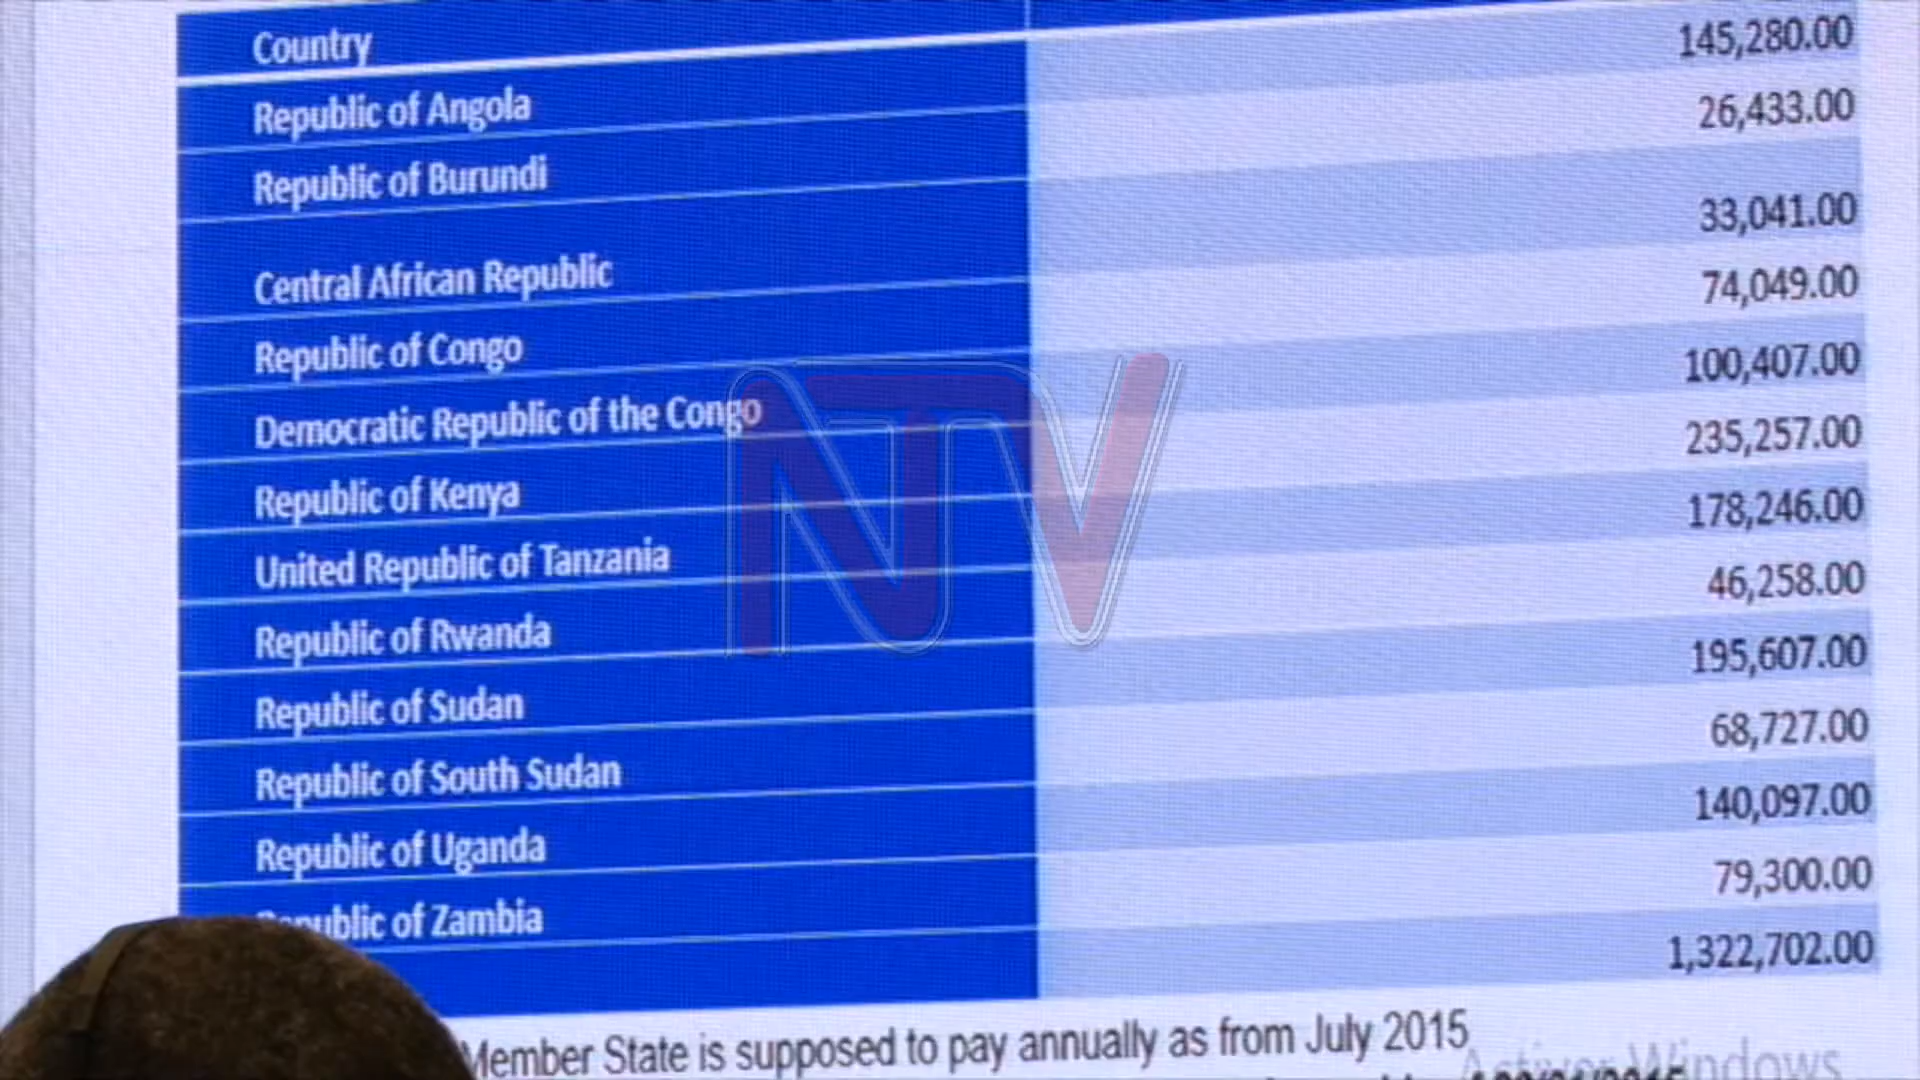 Country
145,280.00
Republic of Angola
26,433.00
Republic of Burundi
33,041.00
Central African Republic
74,049.00
Republic of Congo
100,407.00
Democratic Republic of the Congo
235,257.00
Republic of Kenya
178,246.00
United Republic of Tanzania
46,258.00
Republic of Rwanda
195,607.00
Republic of Sudan
68,727.00
Republic of South Sudan
140,097.00
Republic of Uganda
79,300.00
Republic of Zambia
1,322,702.00
NTV
Member State is supposed to pay annually as from July 2015
Activer Windows